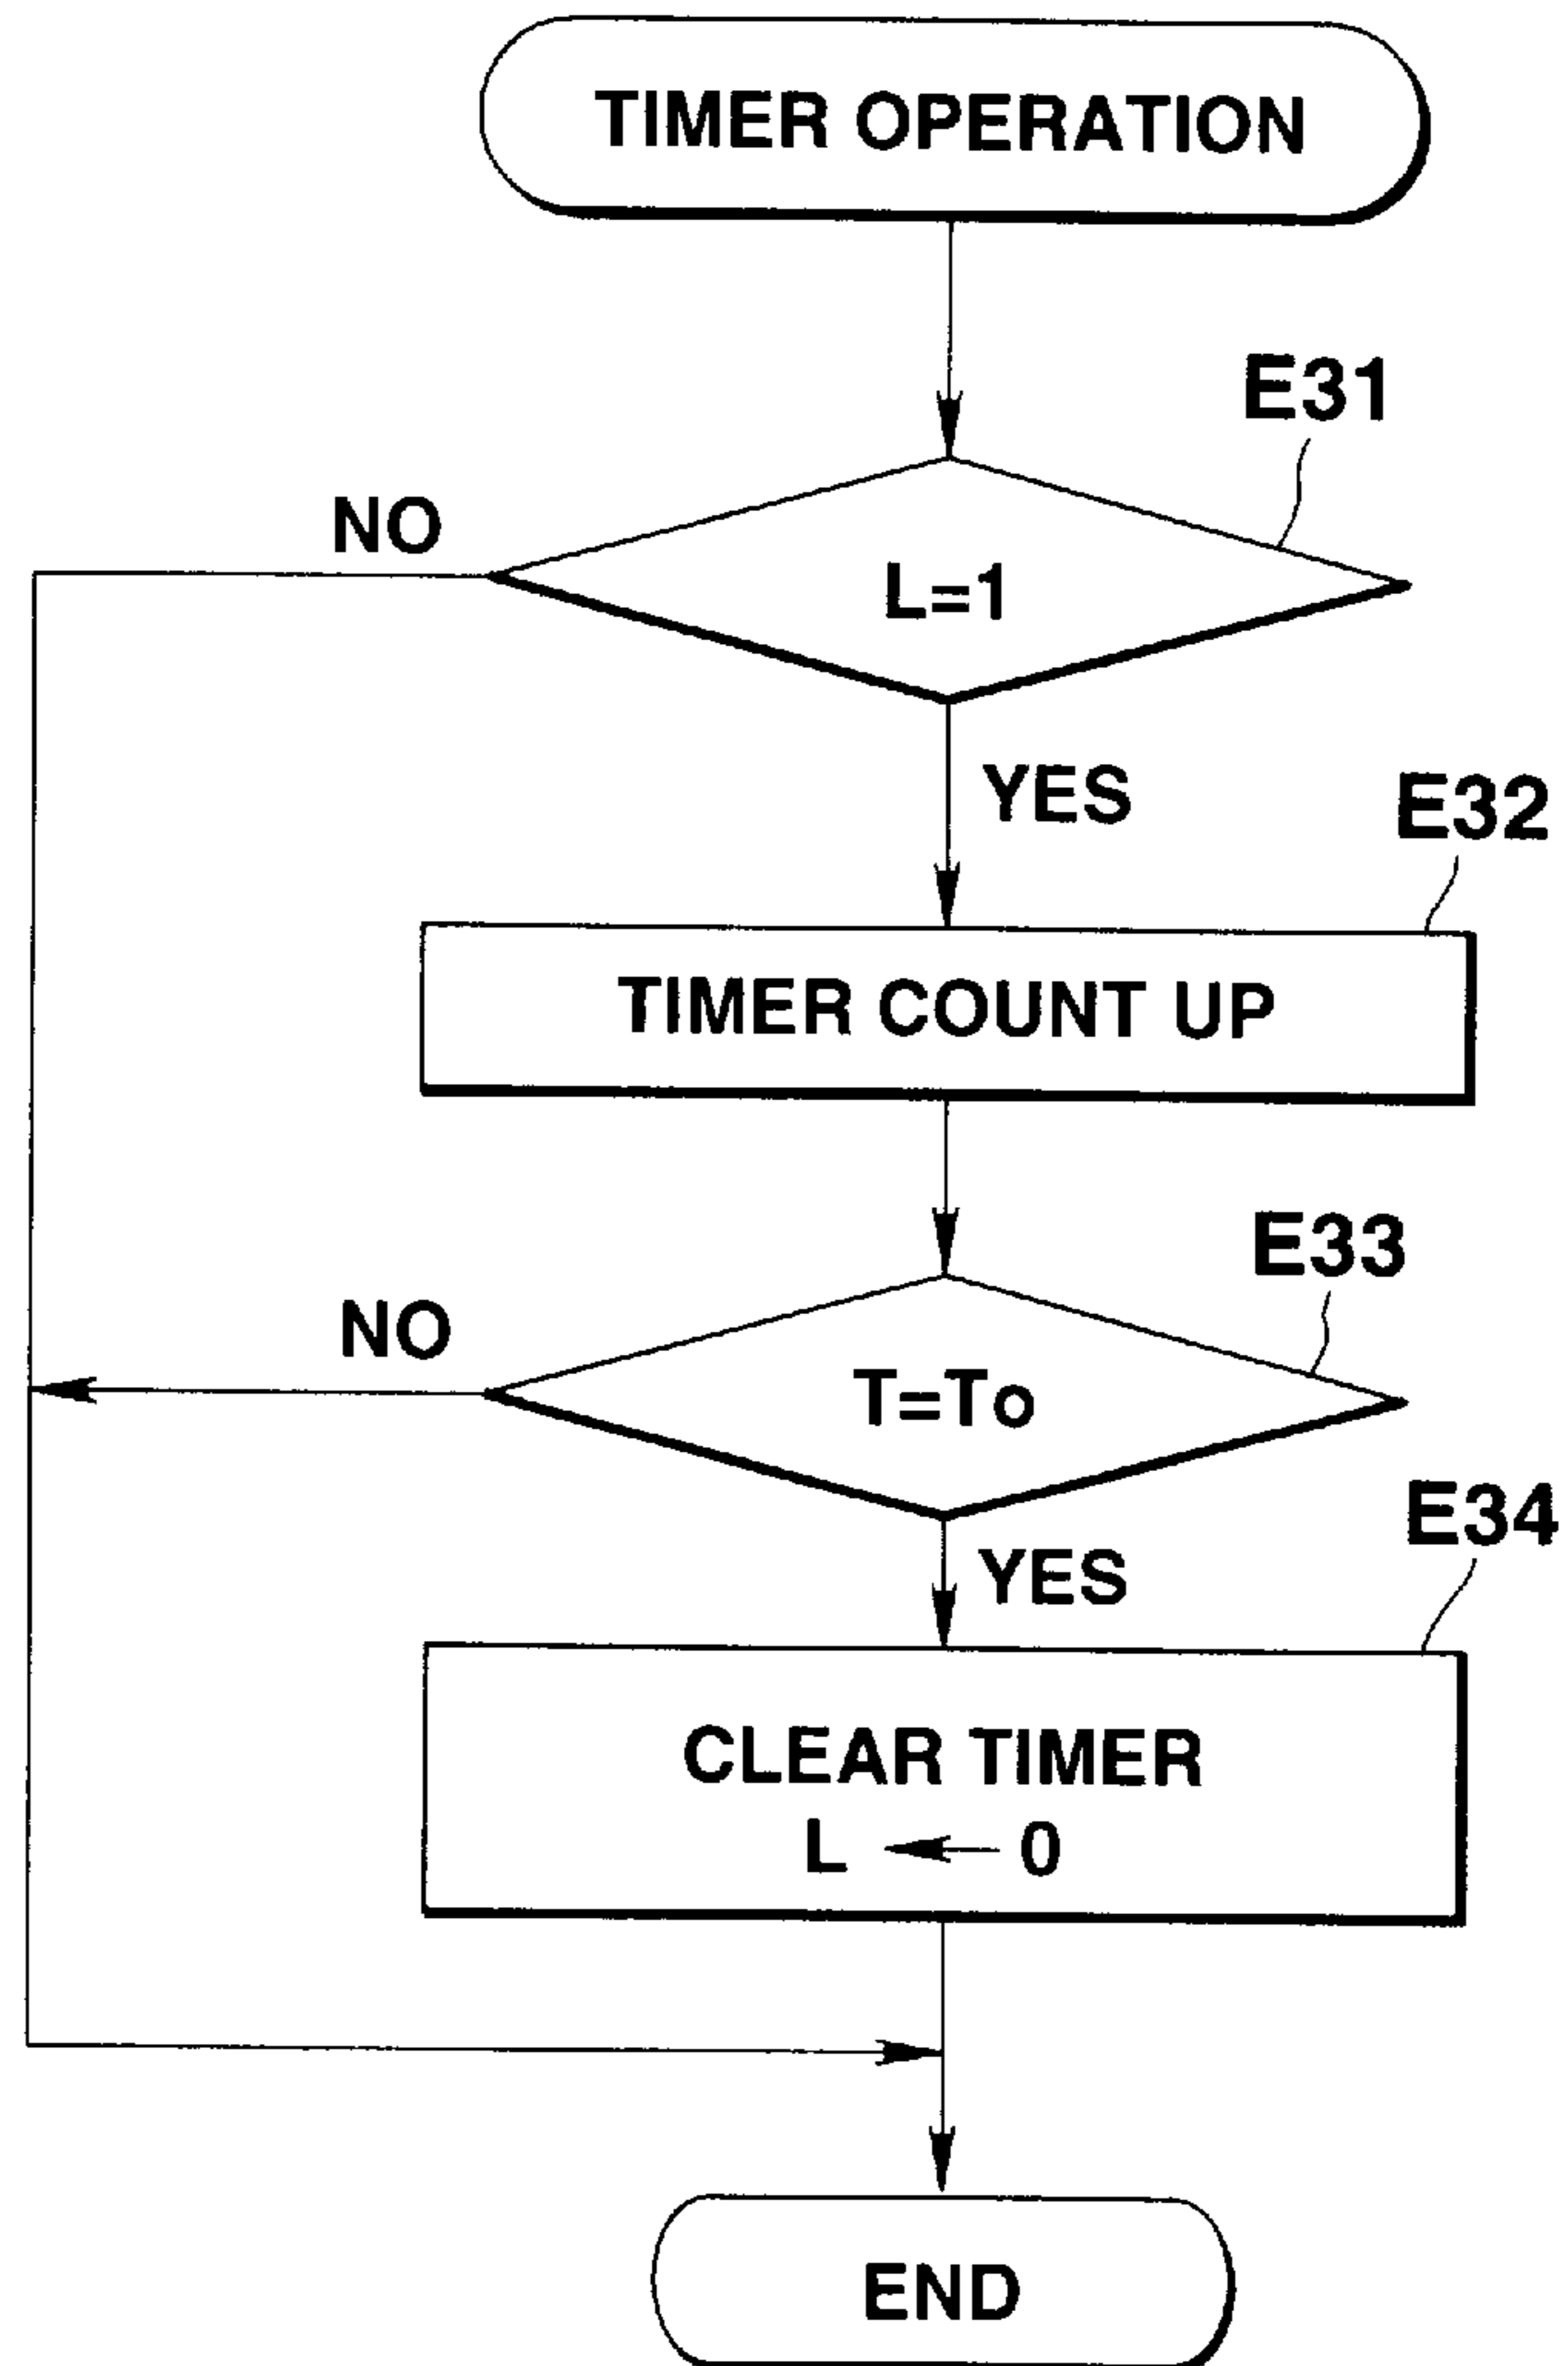 TIMER OPERATION
E31
NO
L=1
YES
E32
TIMER COUNT UP
E33
NO
T=To
YES
E34
CLEAR TIMER
L ← 0
END